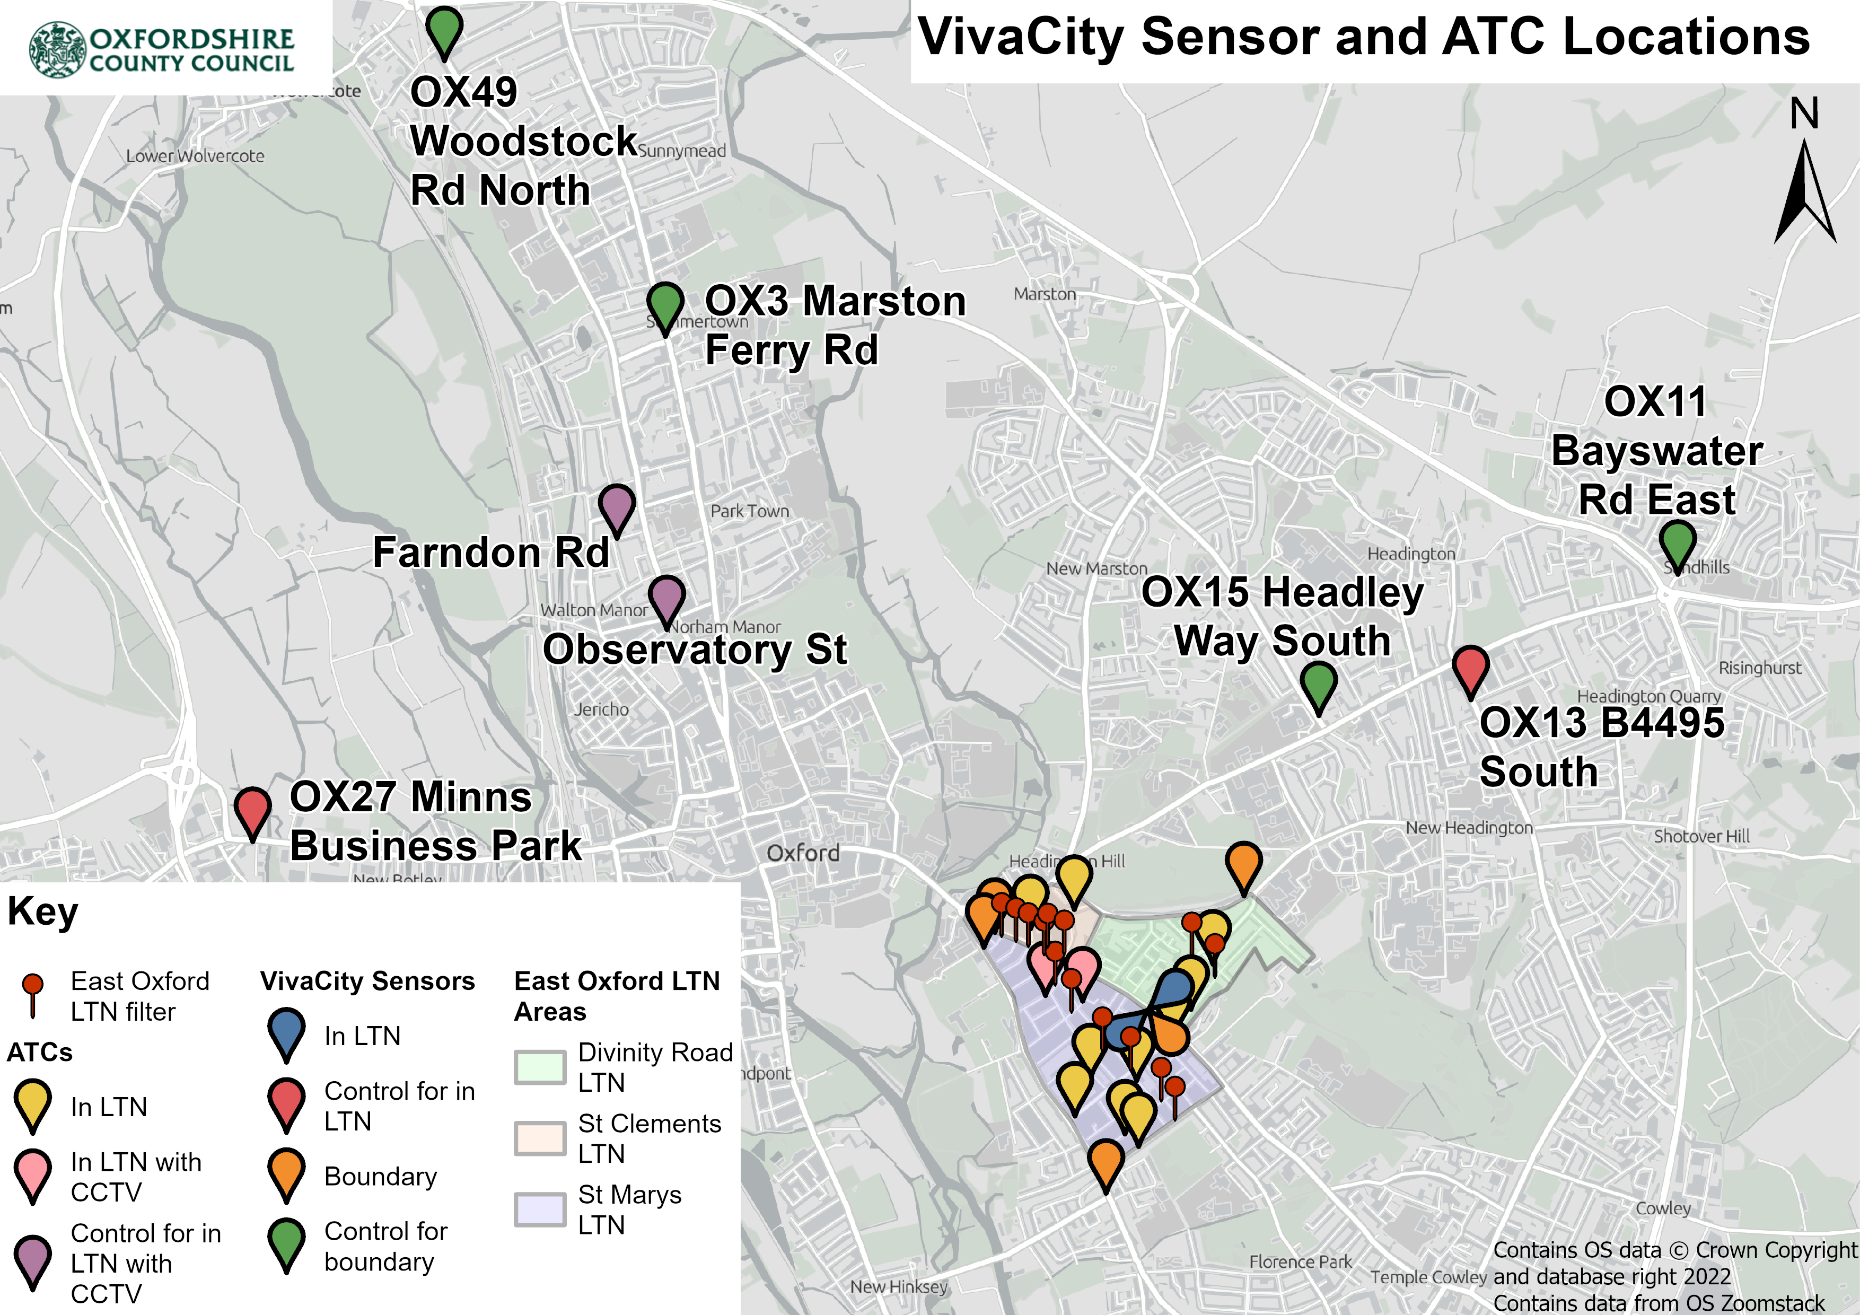 OXFORDSHIRE
COUNTY COUNCIL
VivaCity Sensor and ATC Locations
N
OX49
Woodstock
Rd North
Lower Wolvercote
Sunnymead
OX3 Marston
Ferry Rd
Marston
OX11
Bayswater
Rd East
Farndon Rd
Park Town
Headington
New Marston
OX15 Headley
Way South
Walton Manor
Norham Manor
Observatory St
Risinghurst
Headington Quarry
Jericho
OX13 B4495
South
OX27 Minns
Business Park
New Headington
Shotover Hill
Oxford
New Botley
Key
East Oxford
LTN filter
ATCs
In LTN
In LTN with
CCTV
Control for in
LTN with
CCTV
VivaCity Sensors
In LTN
Control for in
LTN
Boundary
Control for
boundary
East Oxford LTN
Areas
Divinity Road
LTN
St Clements
LTN
St Marys
LTN
Cowley
Florence Park
Temple Cowley
New Hinksey
Contains OS data © Crown Copyright
and database right 2022
Contains data from OS Zoomstack